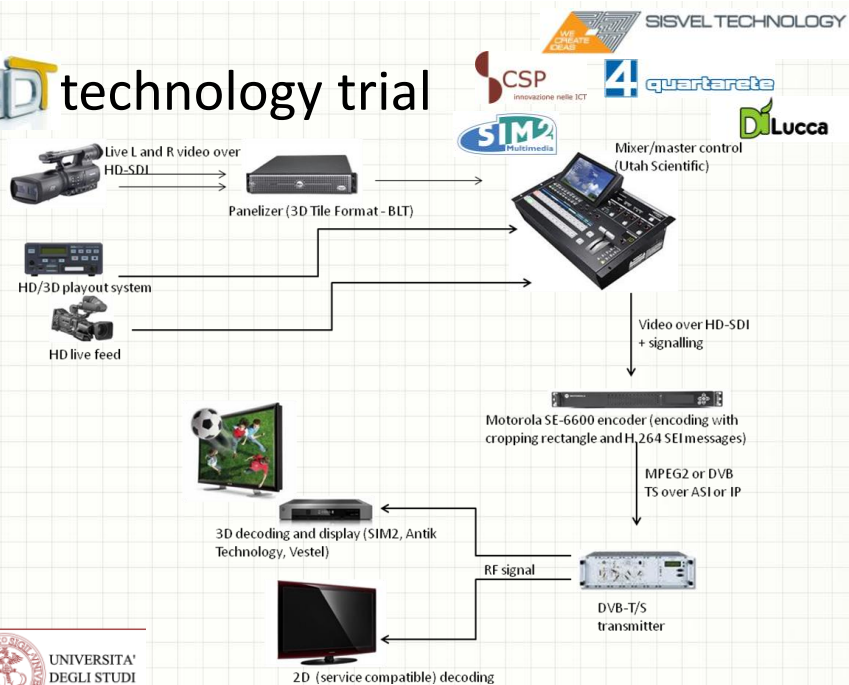 SISVEL TECHNOLOGY
WE
CREATE
IDEAS
DT technology trial
CSP
innovazione nelle ICT
4 quartarete
DiLucca
SIM2
Multimedia
Live L and R video over
HD-SDI
Panelizer (3D Tile Format - BLT)
Mixer/master control
(Utah Scientific)
HD/3D playout system
HD live feed
Video over HD-SDI
+ signalling
Motorola SE-6600 encoder (encoding with
cropping rectangle and H.264 SEI messages)
MPEG2 or DVB
TS over ASI or IP
3D decoding and display (SIM2, Antik
Technology, Vestel)
RF signal
DVB-T/S
transmitter
2D (service compatible) decoding
UNIVERSITA'
DEGLI STUDI